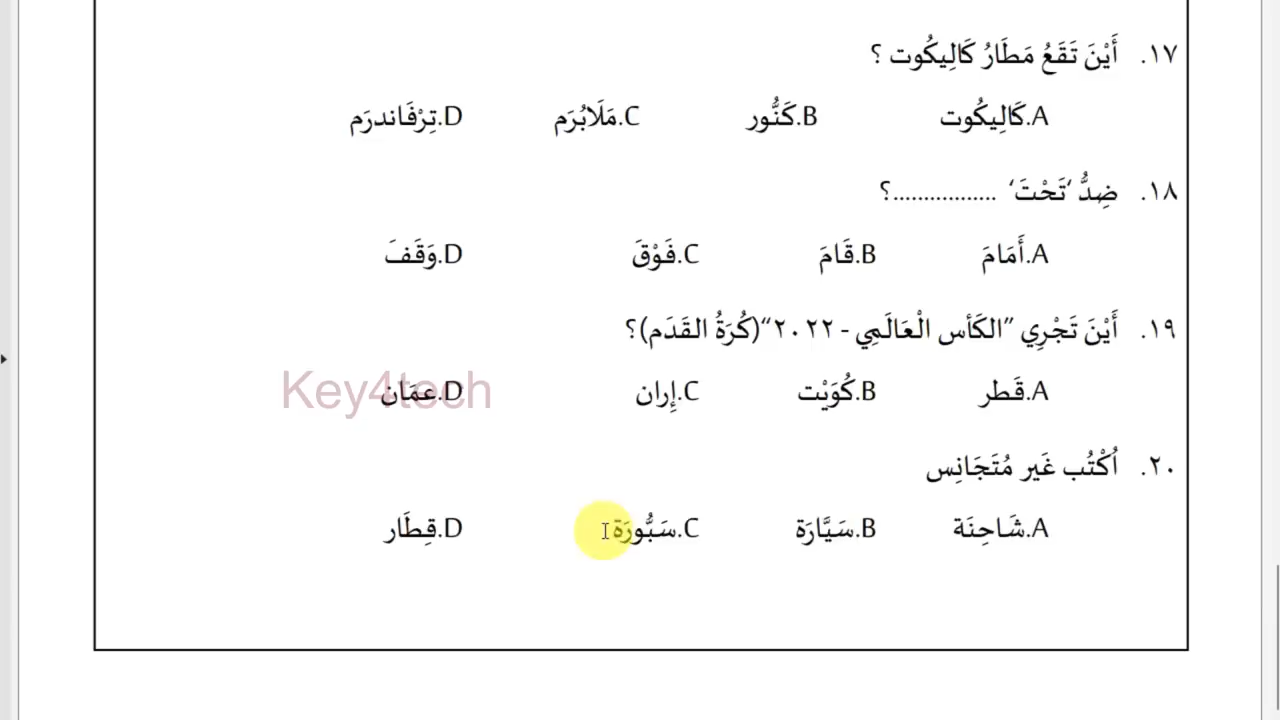 ١٧. أَيْنَ تَقَعُ مَطَارُ كَالِيكُوت ؟
A.كَالِيكُوت B.كَنُّور C.مَلَابُرَم D.تِرْفَاندرَم
١٨. ضِدُّ ’تَحْتَ‘ .................؟
A.أَمَامَ B.قَامَ C.فَوْقَ D.وَقَفَ
١٩. أَيْنَ تَجْرِي ”الكَأس الْعَالَمِي - ٢٠٢٢“(كُرَةُ القَدَم)؟
A.قَطر B.كُوَيْت C.إِران D.عمَان
Key4tech
٢٠. اُكْتُب غَير مُتَجَانِس
A.شَاحِنَة B.سَيَّارَة C.سَبُّورَة D.قِطَار